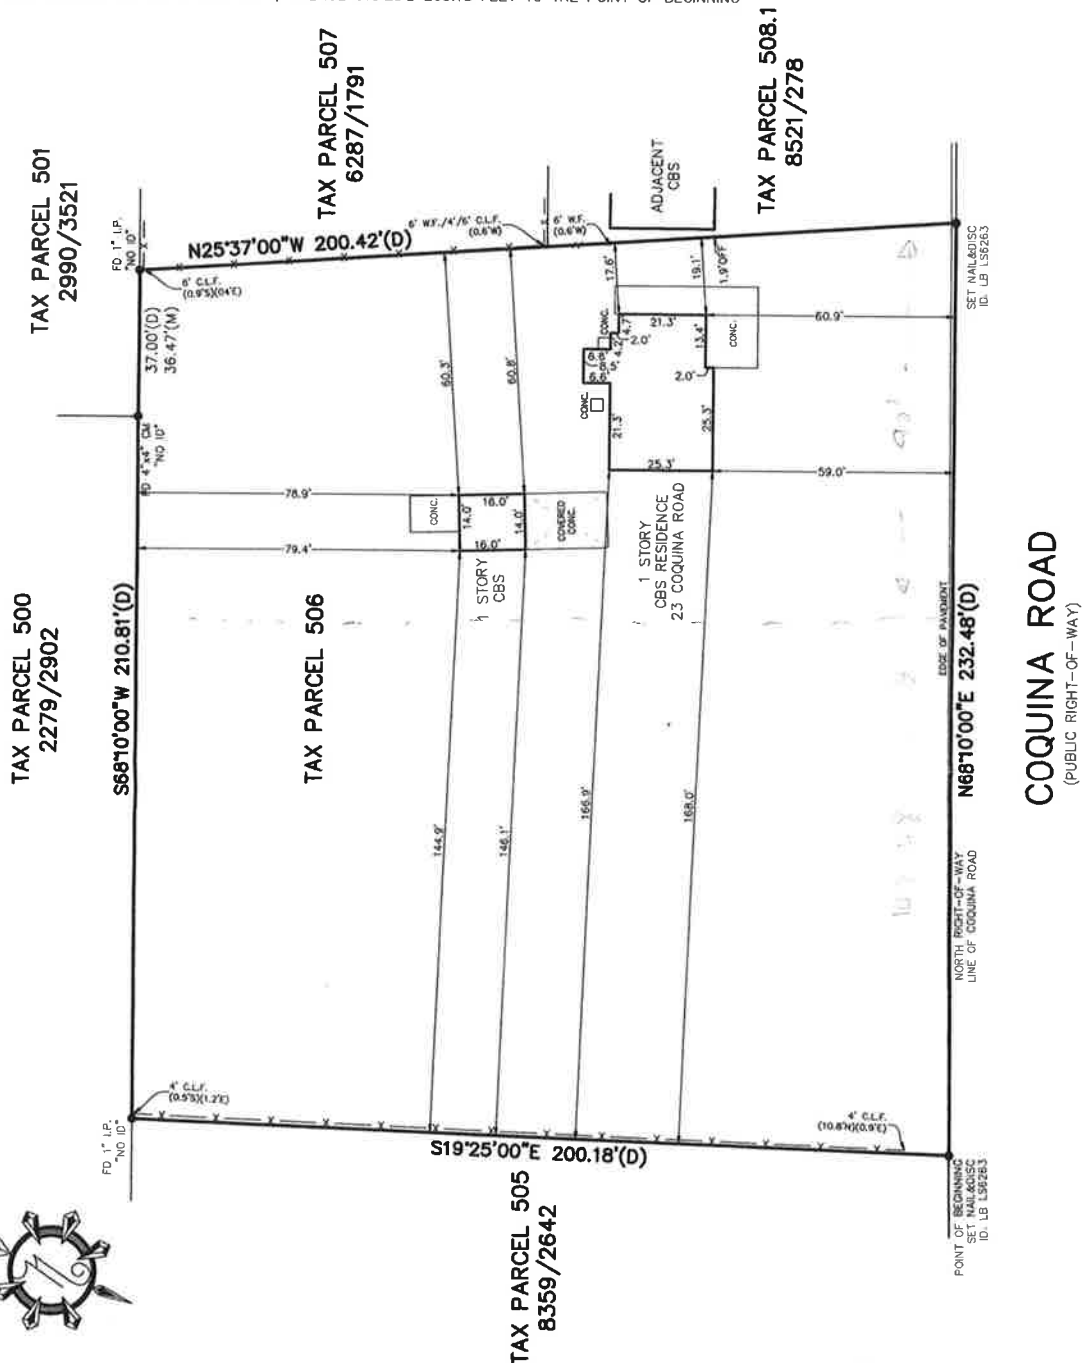 TAX PARCEL 501
2990/3521
TAX PARCEL 507
6287/1791
TAX PARCEL 508.1
8521/278
ADJACENT
CBS
FD 1" I.P.
"NO ID"
N25°37'00"W 200.42'(D)
6' C.L.F.
(0.9'S)
37.00'(D)
36.47'(M)
6' W.F./4'/6' C.L.F.
(0.6'W)
6' W.F.
(0.6'W)
17.6'
19.1'
1.9'OFF
SET NAIL&DISC
ID. LB LS6263
FD 4"x4" CM
"NO ID"
60.3'
60.8'
CONC.
14.7'
21.3'
2.0'
4.2'
13.4'
CONC.
60.9'
2.0'
CONC.
21.3'
25.3'
25.3'
59.0'
78.9'
79.4'
CONC.
14.0'
16.0'
14.0'
16.0'
COVERED
CONC.
1 STORY
CBS
1 STORY
CBS RESIDENCE
23 COQUINA ROAD
TAX PARCEL 500
2279/2902
S68°10'00"W 210.81'(D)
TAX PARCEL 506
EDGE OF PAVEMENT
N68°10'00"E 232.48'(D)
COQUINA ROAD
(PUBLIC RIGHT-OF-WAY)
144.9'
146.1'
166.9'
168.0'
NORTH RIGHT-OF-WAY
LINE OF COQUINA ROAD
4' C.L.F.
(0.5'S)(1.2'E)
4' C.L.F.
(10.8'N)(0.9'E)
FD 1" I.P.
"NO ID"
S19°25'00"E 200.18'(D)
TAX PARCEL 505
8359/2642
POINT OF BEGINNING
SET NAIL&DISC
ID. LB LS6263